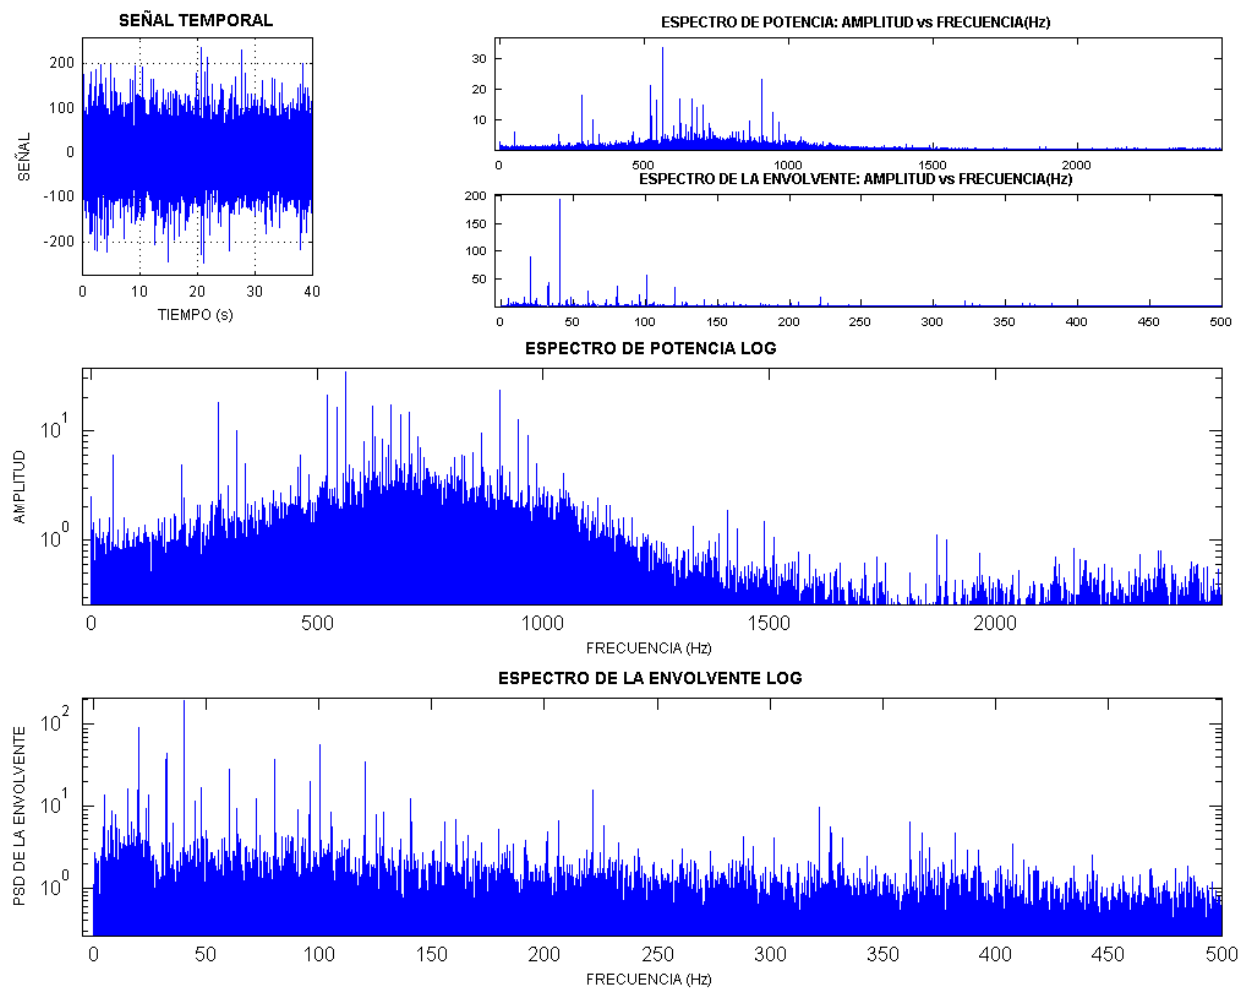 SEÑAL TEMPORAL
SEÑAL
200
100
0
-100
-200
0 10 20 30 40
TIEMPO (s)
ESPECTRO DE POTENCIA: AMPLITUD vs FRECUENCIA(Hz)
30
20
10
0 500 1000 1500 2000
ESPECTRO DE LA ENVOLVENTE: AMPLITUD vs FRECUENCIA(Hz)
200
150
100
50
0 50 100 150 200 250 300 350 400 450 500
ESPECTRO DE POTENCIA LOG
AMPLITUD
10^1
10^0
0 500 1000 1500 2000
FRECUENCIA (Hz)
ESPECTRO DE LA ENVOLVENTE LOG
PSD DE LA ENVOLVENTE
10^2
10^1
10^0
0 50 100 150 200 250 300 350 400 450 500
FRECUENCIA (Hz)